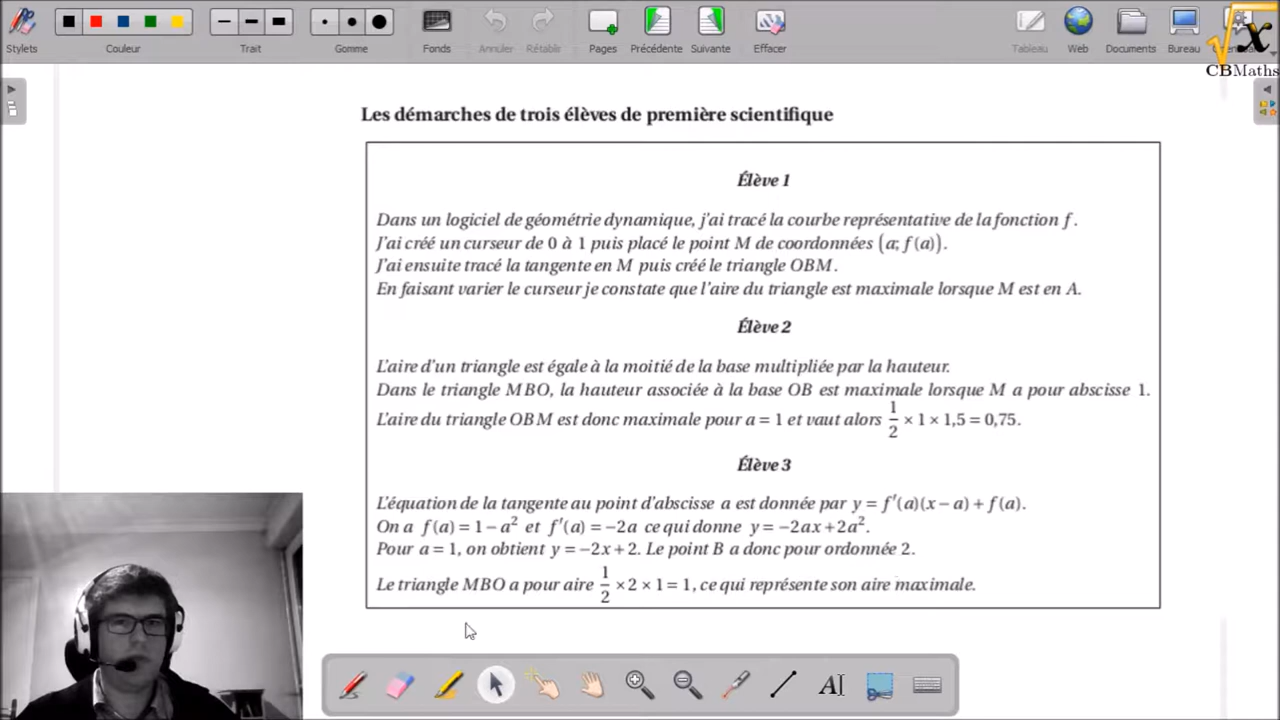 Stylets
Couleur
Trait
Gomme
Fonds
Annuler
Rétablir
Pages
Précédente
Suivante
Effacer
Tableau
Web
Documents
Bureau
CBMaths
Les démarches de trois élèves de première scientifique
Élève 1
Dans un logiciel de géométrie dynamique, j'ai tracé la courbe représentative de la fonction f.
J'ai créé un curseur de 0 à 1 puis placé le point M de coordonnées (a; f(a)).
J'ai ensuite tracé la tangente en M puis créé le triangle OBM.
En faisant varier le curseur je constate que l'aire du triangle est maximale lorsque M est en A.
Élève 2
L'aire d'un triangle est égale à la moitié de la base multipliée par la hauteur.
Dans le triangle MBO, la hauteur associée à la base OB est maximale lorsque M a pour abscisse 1.
L'aire du triangle OBM est donc maximale pour a = 1 et vaut alors 1/2 × 1 × 1,5 = 0,75.
Élève 3
L'équation de la tangente au point d'abscisse a est donnée par y = f′(a)(x − a) + f(a).
On a f(a) = 1 − a² et f′(a) = −2a ce qui donne y = −2ax + 2a².
Pour a = 1, on obtient y = −2x + 2. Le point B a donc pour ordonnée 2.
Le triangle MBO a pour aire 1/2 × 2 × 1 = 1, ce qui représente son aire maximale.